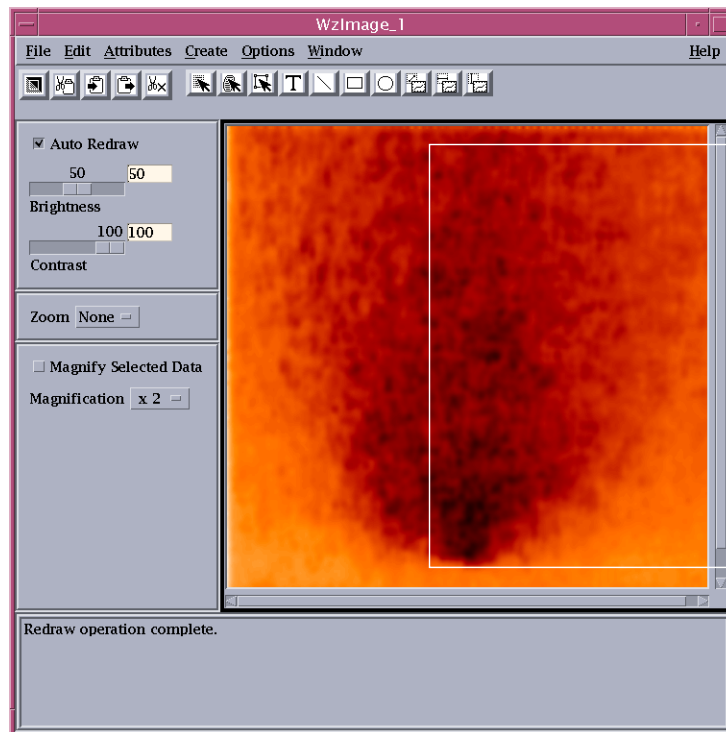 WzImage_1
File Edit Attributes Create Options Window Help
T
Auto Redraw
50 50
Brightness
100 100
Contrast
Zoom None
Magnify Selected Data
Magnification x 2
Redraw operation complete.